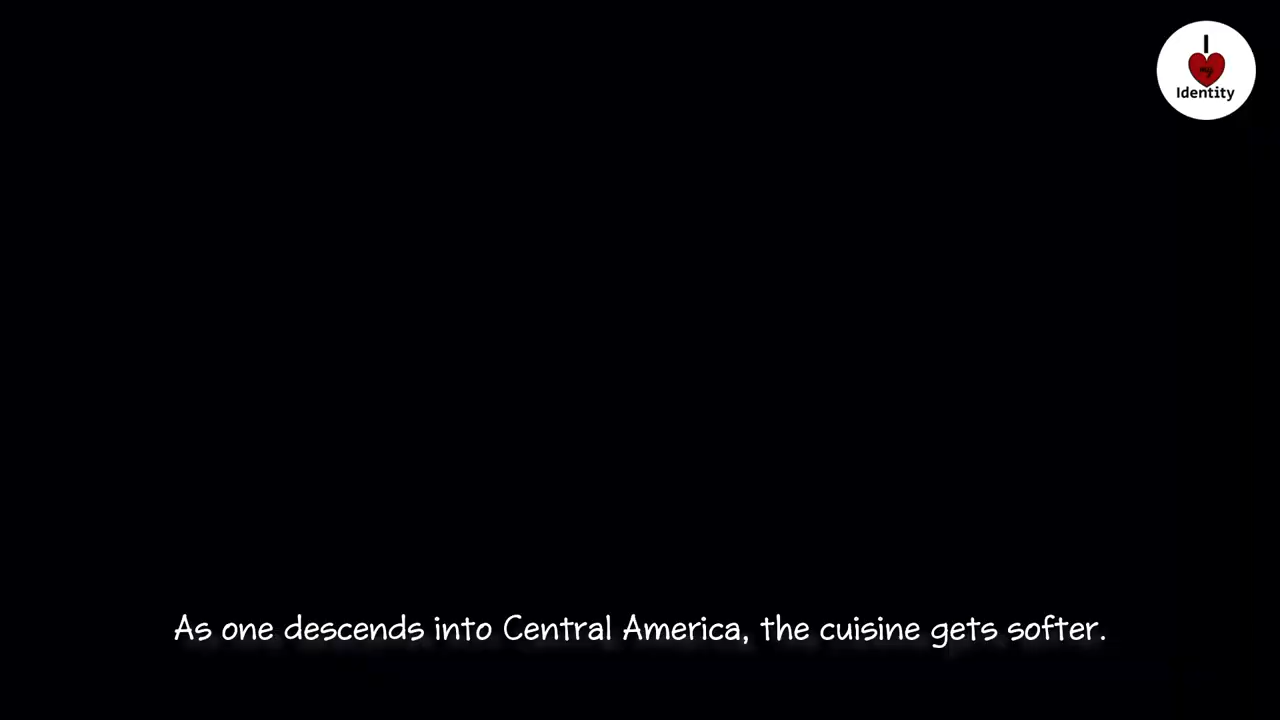 I
my
Identity
As one descends into Central America, the cuisine gets softer.